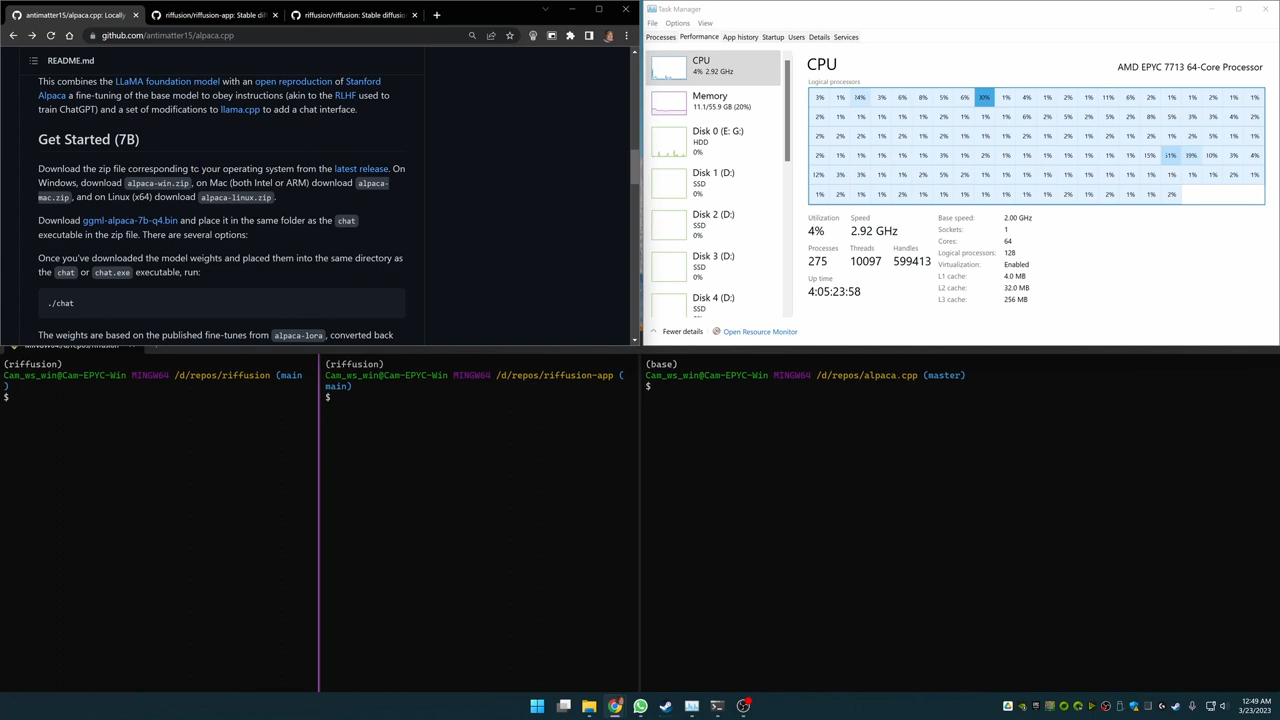 antimatter15/alpaca.cpp: Locally
riffusion/riffusion-app: Stable dif
riffusion/riffusion: Stable diffusion
github.com/antimatter15/alpaca.cpp
README.md
This combines the LLaMA foundation model with an open reproduction of Stanford
Alpaca a fine-tuning of the base model to obey instructions (akin to the RLHF used to
train ChatGPT) and a set of modifications to llama.cpp to add a chat interface.
Get Started (7B)
Download the zip file corresponding to your operating system from the latest release. On
Windows, download alpaca-win.zip, on Mac (both Intel or ARM) download alpaca-
mac.zip, and on Linux (x64) download alpaca-linux.zip.
Download ggml-alpaca-7b-q4.bin and place it in the same folder as the chat
executable in the zip file. There are several options:
Once you've downloaded the model weights and placed them into the same directory as
the chat or chat.exe executable, run:
./chat
The weights are based on the published fine-tunes from alpaca-lora, converted back
Task Manager
File Options View
Processes Performance App history Startup Users Details Services
CPU
4% 2.92 GHz
Memory
11.1/55.9 GB (20%)
Disk 0 (E: G:)
HDD
0%
Disk 1 (D:)
SSD
0%
Disk 2 (D:)
SSD
0%
Disk 3 (D:)
SSD
0%
Disk 4 (D:)
SSD
CPU
AMD EPYC 7713 64-Core Processor
Logical processors
Utilization
4%
Speed
2.92 GHz
Processes
275
Threads
10097
Handles
599413
Up time
4:05:23:58
Base speed: 2.00 GHz
Sockets: 1
Cores: 64
Logical processors: 128
Virtualization: Enabled
L1 cache: 4.0 MB
L2 cache: 32.0 MB
L3 cache: 256 MB
Fewer details
Open Resource Monitor
(riffusion)
Cam_ws_win@Cam-EPYC-Win MINGW64 /d/repos/riffusion (main
)
$
(riffusion)
Cam_ws_win@Cam-EPYC-Win MINGW64 /d/repos/riffusion-app (
main)
$
(base)
Cam_ws_win@Cam-EPYC-Win MINGW64 /d/repos/alpaca.cpp (master)
$
12:49 AM
3/23/2023